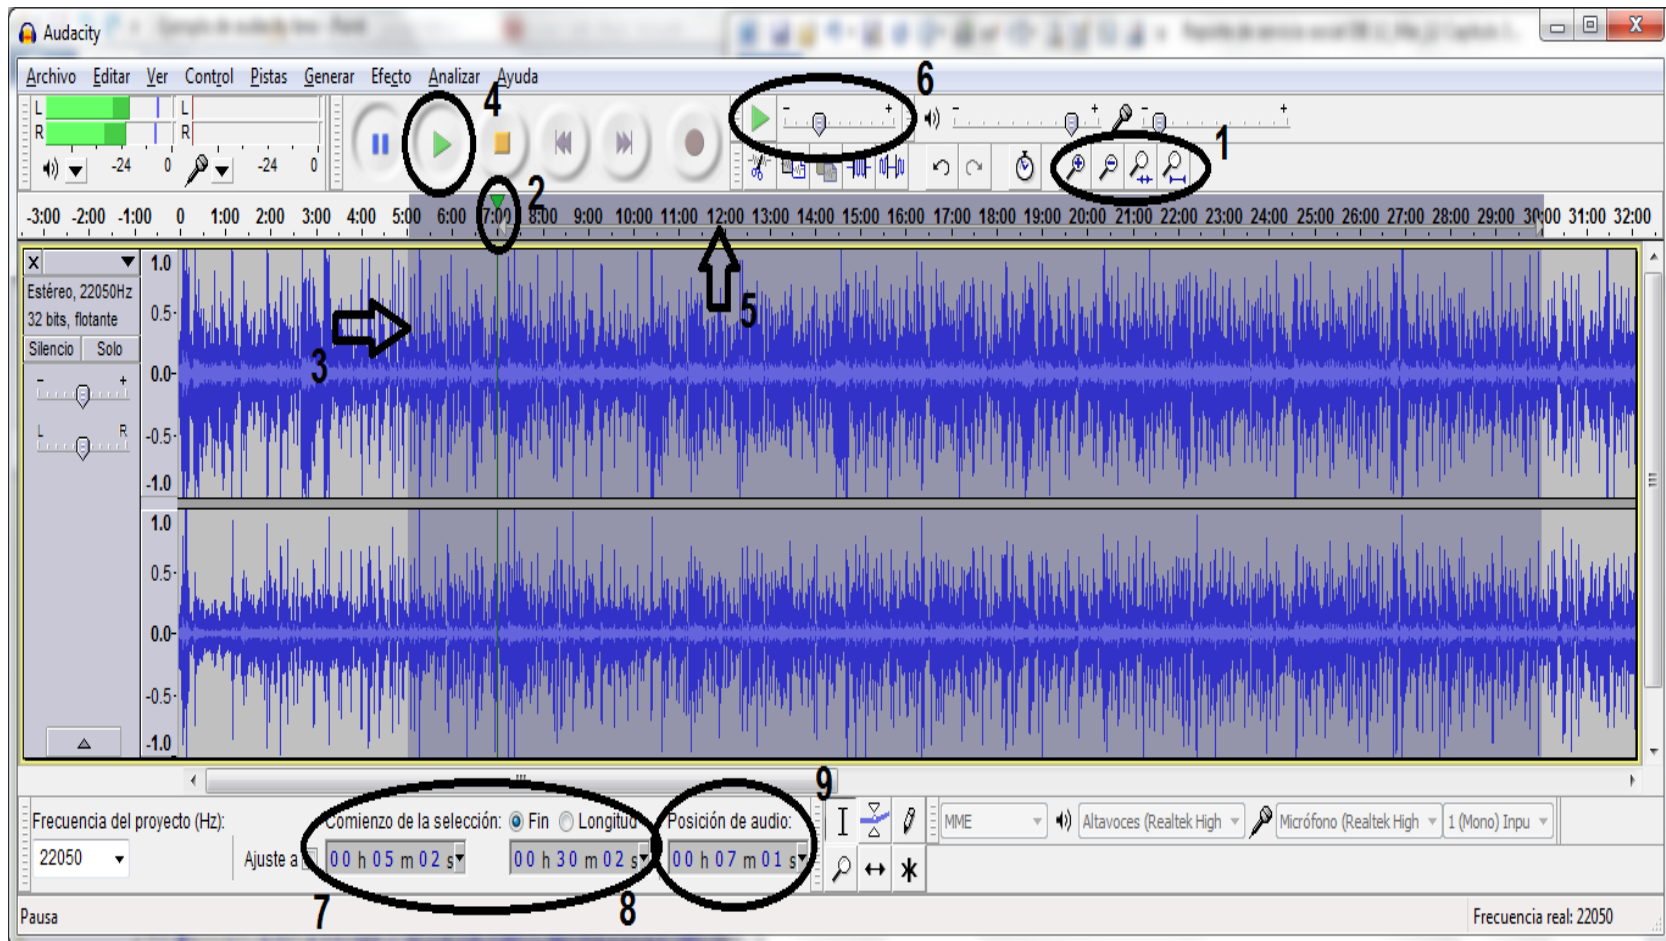 Audacity
Archivo Editar Ver Control Pistas Generar Efecto Analizar Ayuda
6
4
L L
R R
1
-24 0 -24 0
2
-3:00 -2:00 -1:00 0 1:00 2:00 3:00 4:00 5:00 6:00 7:00 8:00 9:00 10:00 11:00 12:00 13:00 14:00 15:00 16:00 17:00 18:00 19:00 20:00 21:00 22:00 23:00 24:00 25:00 26:00 27:00 28:00 29:00 30:00 31:00 32:00
X 1.0
Estéreo, 22050Hz
32 bits, flotante
0.5
5
Silencio Solo
3
0.0
- +
L R
-0.5
-1.0
1.0
0.5
0.0
-0.5
-1.0
9
Frecuencia del proyecto (Hz): Comienzo de la selección: Fin Longitud Posición de audio:
MME Altavoces (Realtek High Micrófono (Realtek High 1 (Mono) Inpu
22050 Ajuste a 00 h 05 m 02 s 00 h 30 m 02 s 00 h 07 m 01 s
7 8
Pausa Frecuencia real: 22050